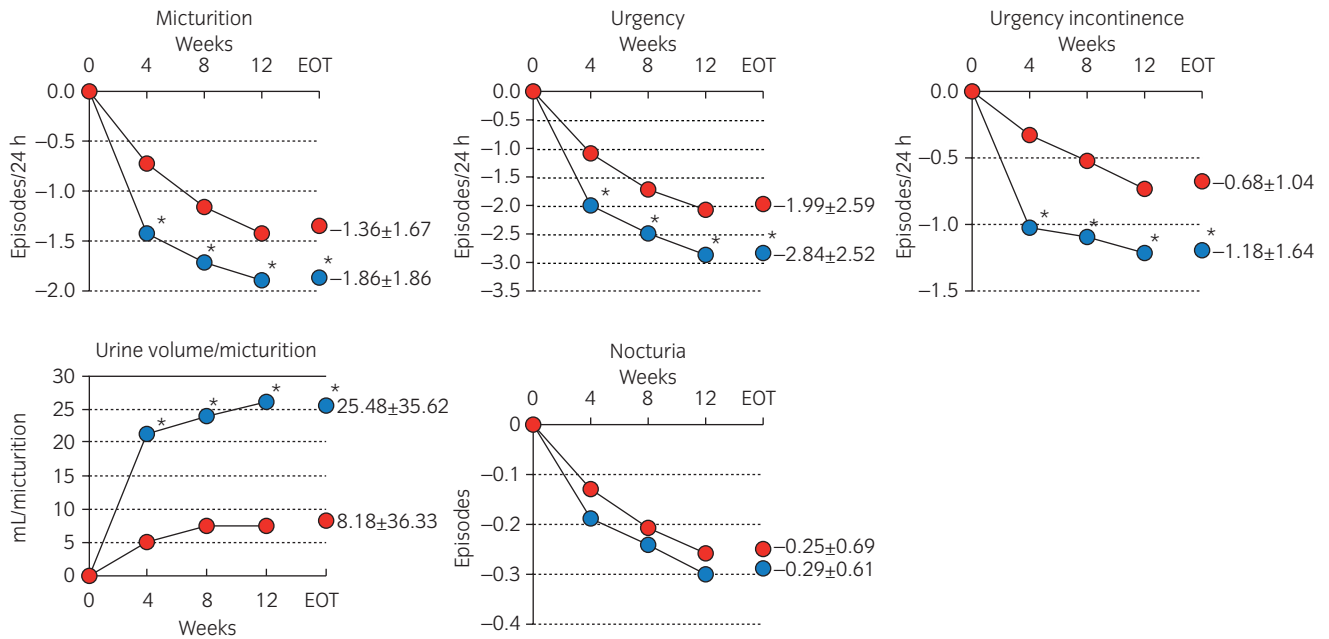 Micturition
Weeks
0 4 8 12 EOT
0.0
–0.5
–1.0
–1.5
–2.0
Episodes/24 h
*
*
*
*
–1.36±1.67
–1.86±1.86
Urgency
Weeks
0 4 8 12 EOT
0.0
–0.5
–1.0
–1.5
–2.0
–2.5
–3.0
–3.5
Episodes/24 h
*
*
*
*
–1.99±2.59
–2.84±2.52
Urgency incontinence
Weeks
0 4 8 12 EOT
0.0
–0.5
–1.0
–1.5
Episodes/24 h
*
*
*
*
–0.68±1.04
–1.18±1.64
Urine volume/micturition
30
25
20
15
10
5
0
mL/micturition
*
*
*
*
25.48±35.62
8.18±36.33
0 4 8 12 EOT
Weeks
Nocturia
Weeks
0 4 8 12 EOT
0
–0.1
–0.2
–0.3
–0.4
Episodes
–0.25±0.69
–0.29±0.61